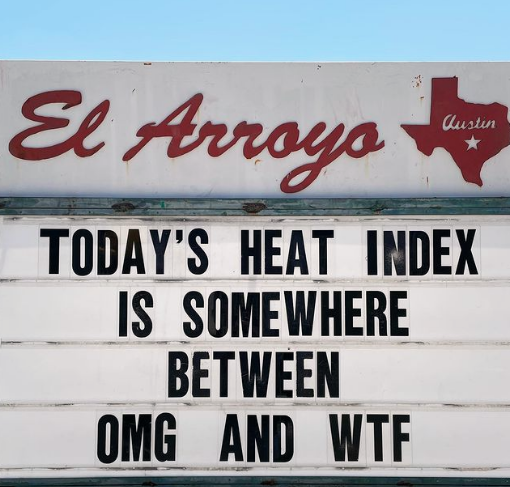 El Arroyo
Austin
TODAY'S HEAT INDEX
IS SOMEWHERE
BETWEEN
OMG AND WTF